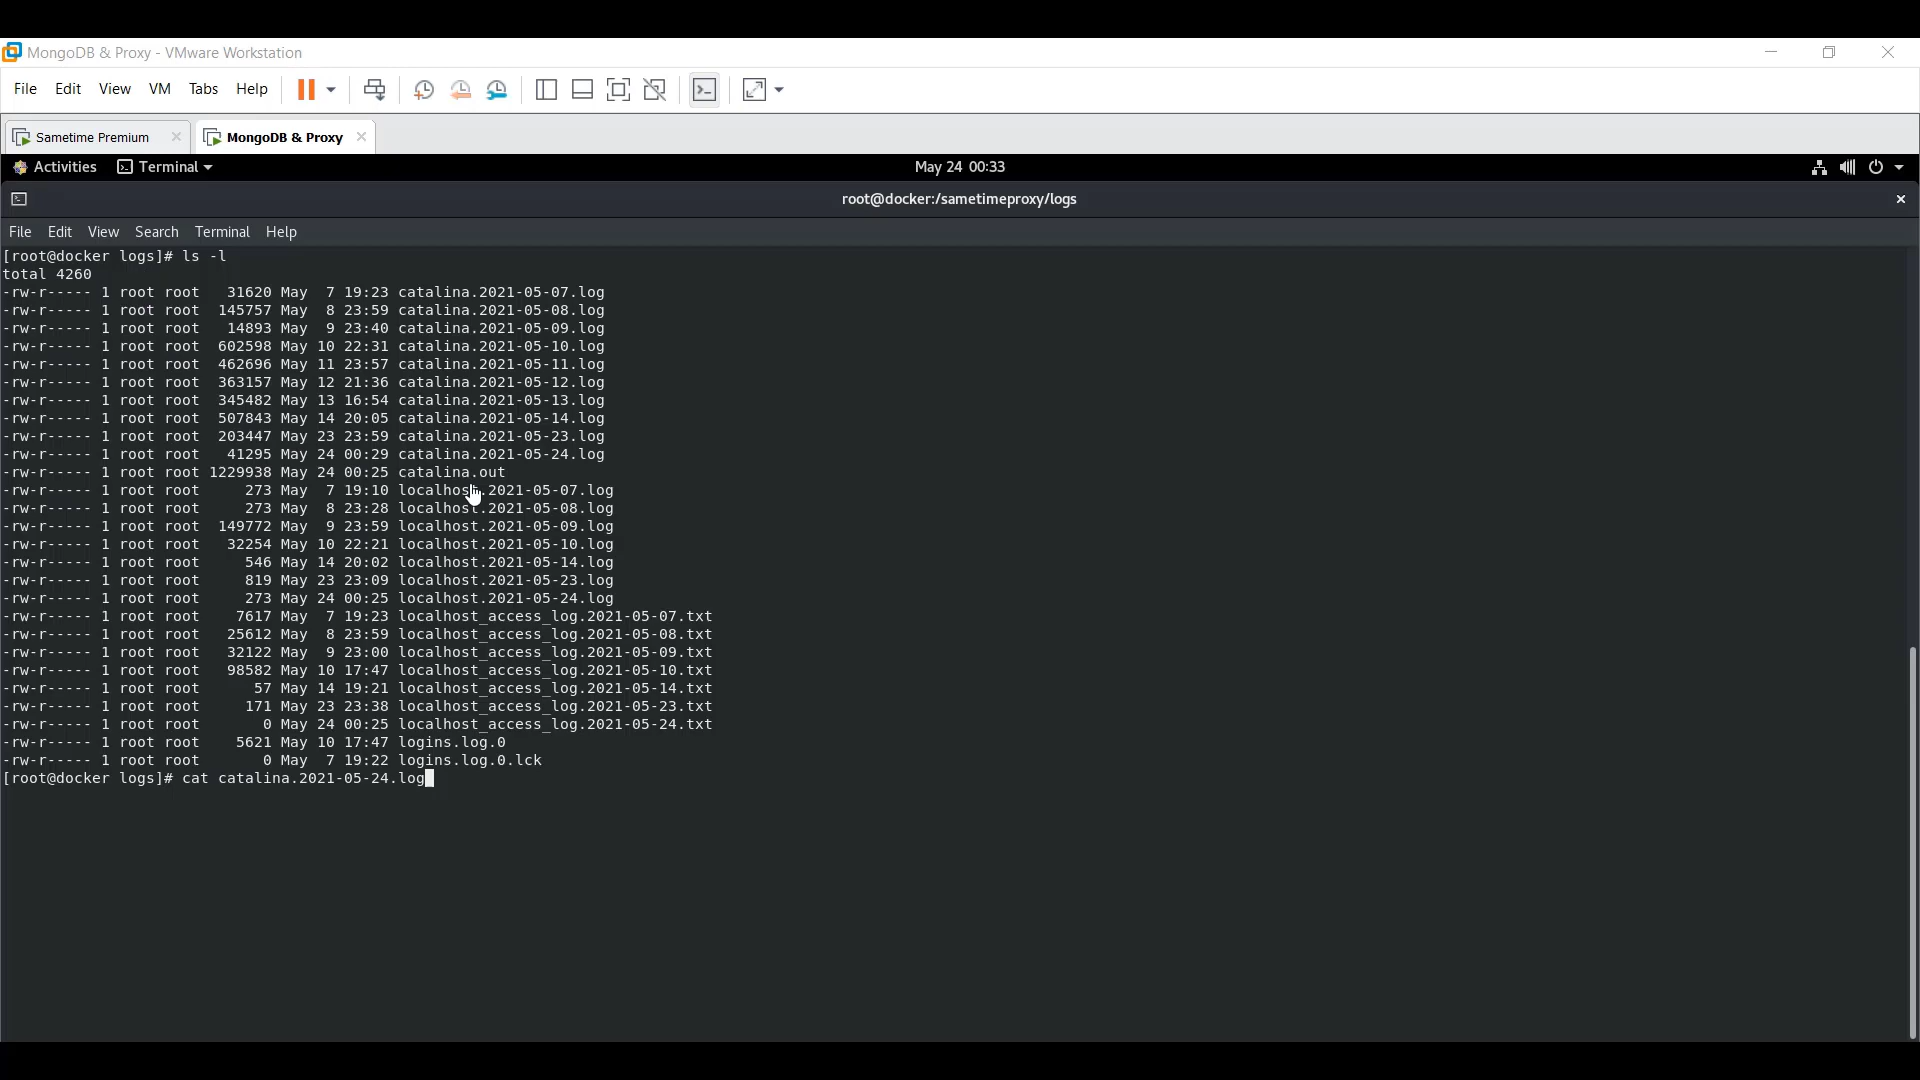 MongoDB & Proxy - VMware Workstation
File Edit View VM Tabs Help
Sametime Premium
MongoDB & Proxy
Activities Terminal May 24 00:33
root@docker:/sametimeproxy/logs
File Edit View Search Terminal Help
[root@docker logs]# ls -l
total 4260
-rw-r----- 1 root root   31620 May  7 19:23 catalina.2021-05-07.log
-rw-r----- 1 root root  145757 May  8 23:59 catalina.2021-05-08.log
-rw-r----- 1 root root   14893 May  9 23:40 catalina.2021-05-09.log
-rw-r----- 1 root root  602598 May 10 22:31 catalina.2021-05-10.log
-rw-r----- 1 root root  462696 May 11 23:57 catalina.2021-05-11.log
-rw-r----- 1 root root  363157 May 12 21:36 catalina.2021-05-12.log
-rw-r----- 1 root root  345482 May 13 16:54 catalina.2021-05-13.log
-rw-r----- 1 root root  507843 May 14 20:05 catalina.2021-05-14.log
-rw-r----- 1 root root  203447 May 23 23:59 catalina.2021-05-23.log
-rw-r----- 1 root root   41295 May 24 00:29 catalina.2021-05-24.log
-rw-r----- 1 root root 1229938 May 24 00:25 catalina.out
-rw-r----- 1 root root     273 May  7 19:10 localhost.2021-05-07.log
-rw-r----- 1 root root     273 May  8 23:28 localhost.2021-05-08.log
-rw-r----- 1 root root  149772 May  9 23:59 localhost.2021-05-09.log
-rw-r----- 1 root root   32254 May 10 22:21 localhost.2021-05-10.log
-rw-r----- 1 root root     546 May 14 20:02 localhost.2021-05-14.log
-rw-r----- 1 root root     819 May 23 23:09 localhost.2021-05-23.log
-rw-r----- 1 root root     273 May 24 00:25 localhost.2021-05-24.log
-rw-r----- 1 root root    7617 May  7 19:23 localhost_access_log.2021-05-07.txt
-rw-r----- 1 root root   25612 May  8 23:59 localhost_access_log.2021-05-08.txt
-rw-r----- 1 root root   32122 May  9 23:00 localhost_access_log.2021-05-09.txt
-rw-r----- 1 root root   98582 May 10 17:47 localhost_access_log.2021-05-10.txt
-rw-r----- 1 root root      57 May 14 19:21 localhost_access_log.2021-05-14.txt
-rw-r----- 1 root root     171 May 23 23:38 localhost_access_log.2021-05-23.txt
-rw-r----- 1 root root       0 May 24 00:25 localhost_access_log.2021-05-24.txt
-rw-r----- 1 root root    5621 May 10 17:47 logins.log.0
-rw-r----- 1 root root       0 May  7 19:22 logins.log.0.lck
[root@docker logs]# cat catalina.2021-05-24.log